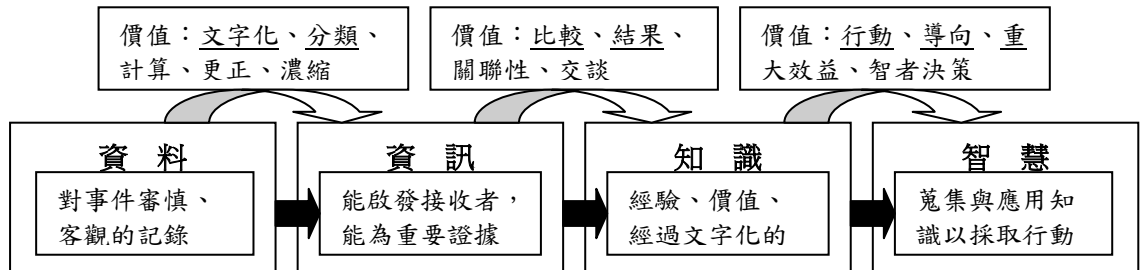 價值：文字化、分類、
計算、更正、濃縮
價值：比較、結果、
關聯性、交談
價值：行動、導向、重
大效益、智者決策
資 料
對事件審慎、
客觀的記錄
資 訊
能啟發接收者，
能為重要證據
知 識
經驗、價值、
經過文字化的
智 慧
蒐集與應用知
識以採取行動